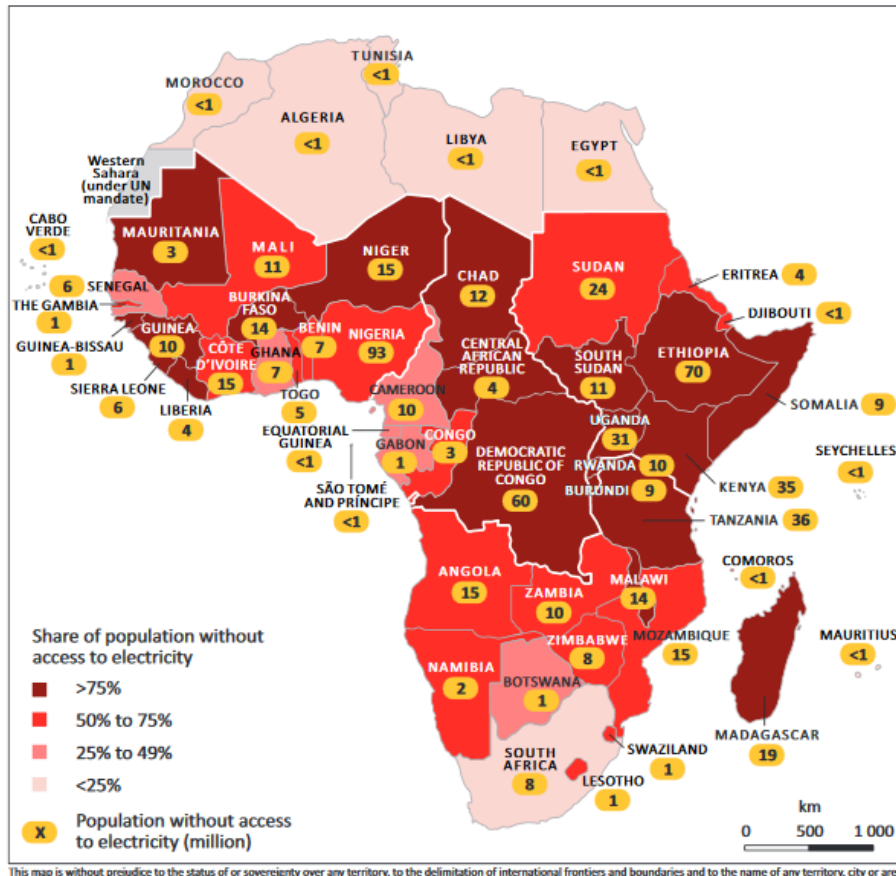 TUNISIA
<1
MOROCCO
<1
ALGERIA
<1
LIBYA
<1
EGYPT
<1
Western
Sahara
(under UN
mandate)
CABO
VERDE
<1
MAURITANIA
3
MALI
11
NIGER
15
CHAD
12
SUDAN
24
ERITREA 4
DJIBOUTI <1
6
SENEGAL
THE GAMBIA
1
GUINEA-BISSAU
1
GUINEA
10
SIERRA LEONE
6
LIBERIA
4
CÔTE
D'IVOIRE
15
BURKINA
FASO
14
GHANA
7
TOGO
5
BENIN
7
NIGERIA
93
CAMEROON
10
CENTRAL
AFRICAN
REPUBLIC
4
SOUTH
SUDAN
11
ETHIOPIA
70
SOMALIA 9
EQUATORIAL
GUINEA
<1
GABON
1
CONGO
3
SÃO TOMÉ
AND PRÍNCIPE
<1
DEMOCRATIC
REPUBLIC OF
CONGO
60
UGANDA
31
RWANDA 10
BURUNDI 9
KENYA 35
TANZANIA 36
SEYCHELLES
<1
COMOROS
<1
ANGOLA
15
ZAMBIA
10
MALAWI
14
MOZAMBIQUE
15
ZIMBABWE
8
MAURITIUS
<1
NAMIBIA
2
BOTSWANA
1
MADAGASCAR
19
SOUTH
AFRICA
8
SWAZILAND
1
LESOTHO
1
Share of population without
access to electricity
>75%
50% to 75%
25% to 49%
<25%
X Population without access
to electricity (million)
km
0 500 1 000
This map is without prejudice to the status of or sovereignty over any territory, to the delimitation of international frontiers and boundaries and to the name of any territory, city or